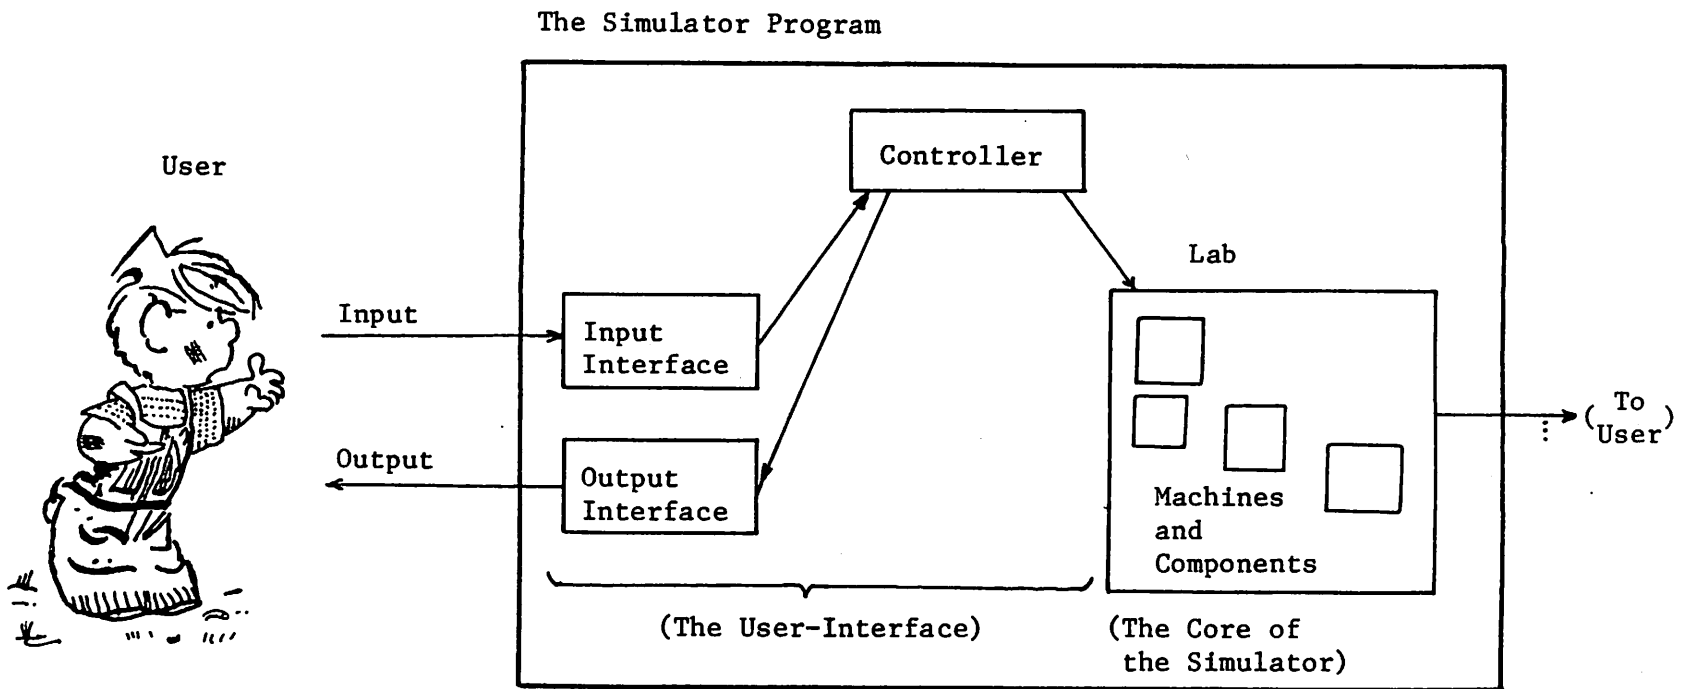 The Simulator Program
User
Controller
Lab
Input
Input
Interface
Output
Output
Interface
Machines
and
Components
( To
User )
(The User-Interface)
(The Core of
the Simulator)